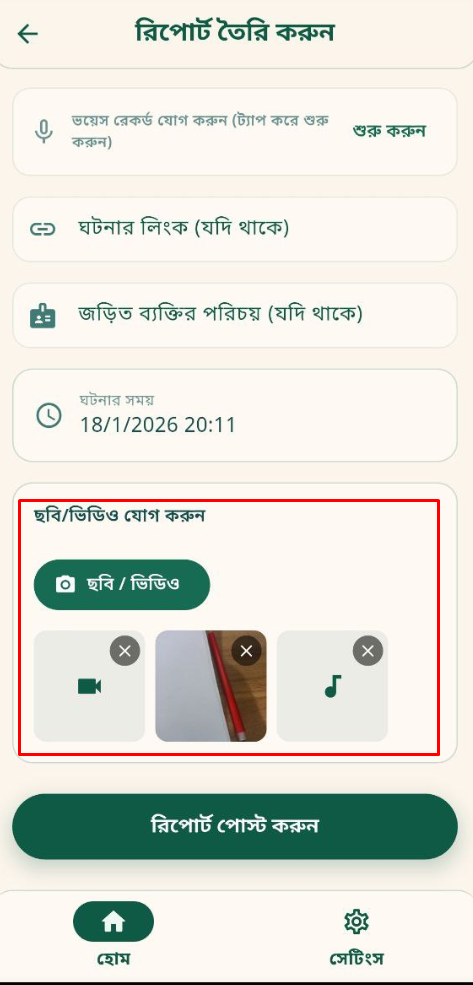 রিপোর্ট তৈরি করুন
ভয়েস রেকর্ড যোগ করুন (ট্যাপ করে শুরু
করুন)
শুরু করুন
ঘটনার লিংক (যদি থাকে)
জড়িত ব্যক্তির পরিচয় (যদি থাকে)
ঘটনার সময়
18/1/2026 20:11
ছবি/ভিডিও যোগ করুন
ছবি / ভিডিও
রিপোর্ট পোস্ট করুন
হোম
সেটিংস